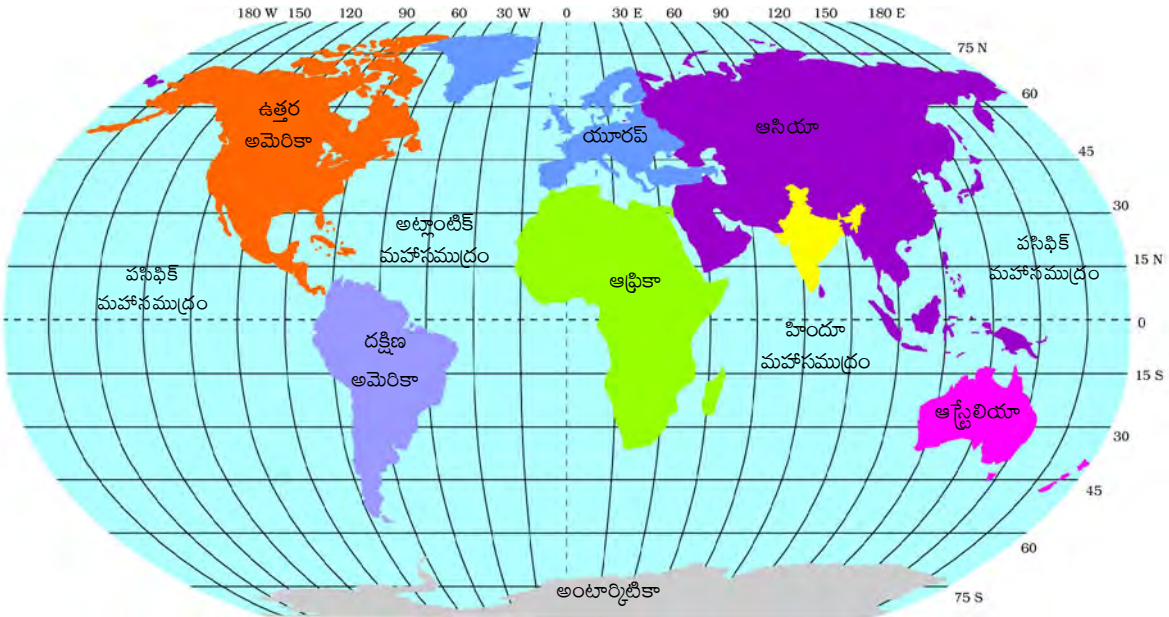 180 W 150 120 90 60 30 W 0 30 E 60 90 120 150 180 E
75 N
60
45
30
15 N
0
15 S
30
45
60
75 S
ఉత్తర
అమెరికా
యూరప్
ఆసియా
అట్లాంటిక్
మహాసముద్రం
పసిఫిక్
మహాసముద్రం
పసిఫిక్
మహాసముద్రం
ఆఫ్రికా
హిందూ
మహాసముద్రం
దక్షిణ
అమెరికా
ఆస్ట్రేలియా
అంటార్కిటికా